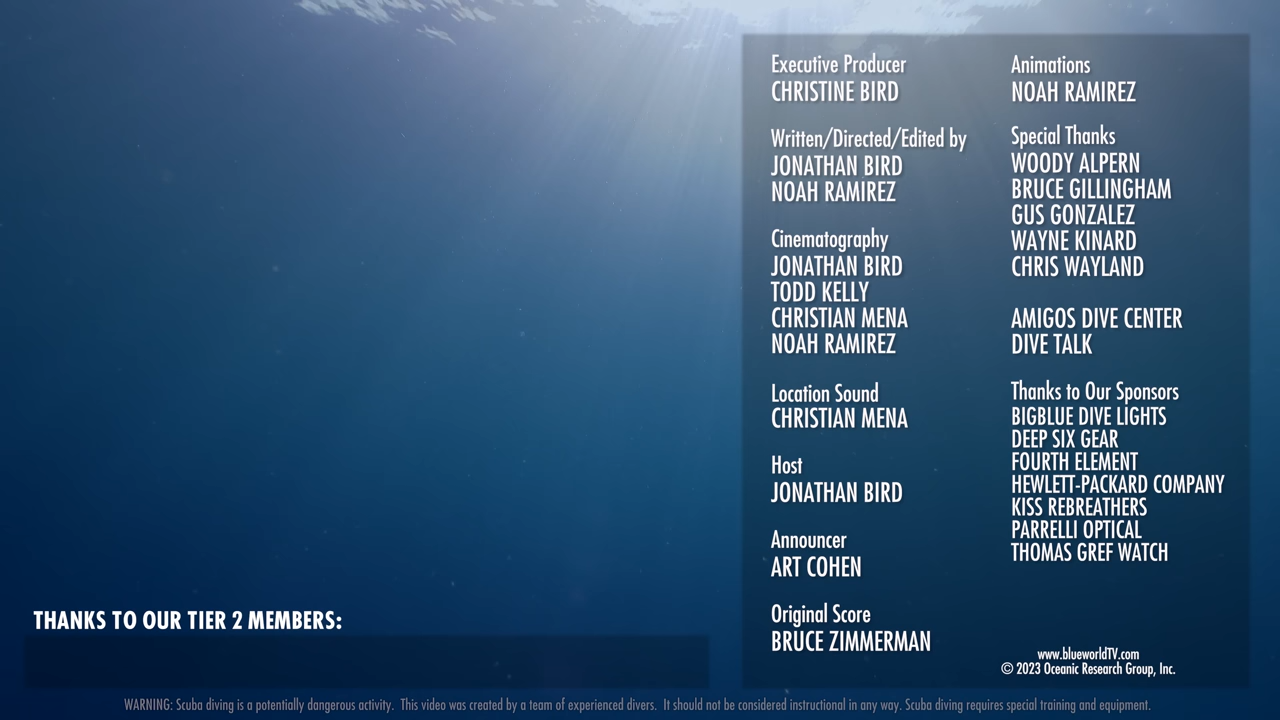 Executive Producer
CHRISTINE BIRD
Written/Directed/Edited by
JONATHAN BIRD
NOAH RAMIREZ
Cinematography
JONATHAN BIRD
TODD KELLY
CHRISTIAN MENA
NOAH RAMIREZ
Location Sound
CHRISTIAN MENA
Host
JONATHAN BIRD
Announcer
ART COHEN
Original Score
BRUCE ZIMMERMAN
Animations
NOAH RAMIREZ
Special Thanks
WOODY ALPERN
BRUCE GILLINGHAM
GUS GONZALEZ
WAYNE KINARD
CHRIS WAYLAND
AMIGOS DIVE CENTER
DIVE TALK
Thanks to Our Sponsors
BIGBLUE DIVE LIGHTS
DEEP SIX GEAR
FOURTH ELEMENT
HEWLETT-PACKARD COMPANY
KISS REBREATHERS
PARRELLI OPTICAL
THOMAS GREF WATCH
www.blueworldTV.com
© 2023 Oceanic Research Group, Inc.
THANKS TO OUR TIER 2 MEMBERS:
WARNING: Scuba diving is a potentially dangerous activity. This video was created by a team of experienced divers. It should not be considered instructional in any way. Scuba diving requires special training and equipment.